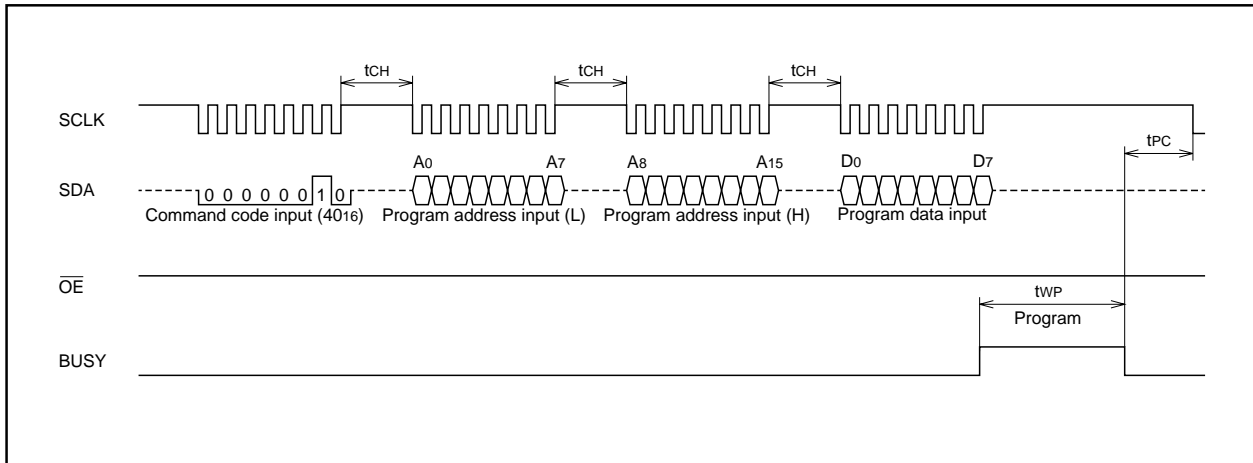 tCH tCH tCH
SCLK
tPC
A0 A7 A8 A15 D0 D7
SDA
0 0 0 0 0 0 1 0
Command code input (4016) Program address input (L) Program address input (H) Program data input
OE
tWP
Program
BUSY